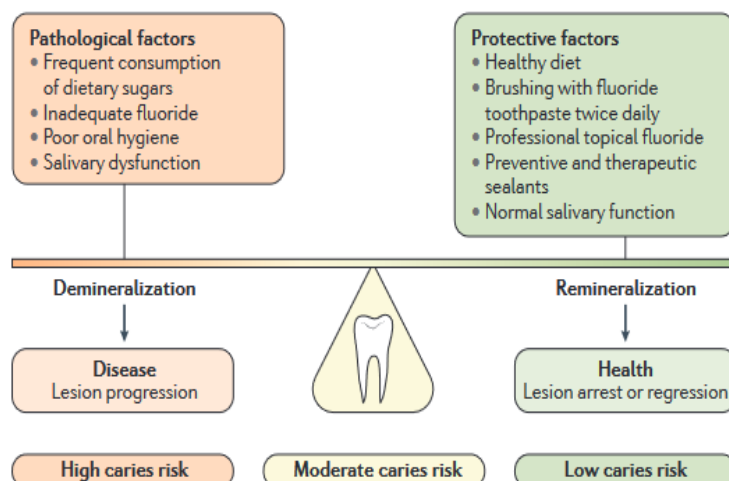 Pathological factors
• Frequent consumption
of dietary sugars
• Inadequate fluoride
• Poor oral hygiene
• Salivary dysfunction
Protective factors
• Healthy diet
• Brushing with fluoride
toothpaste twice daily
• Professional topical fluoride
• Preventive and therapeutic
sealants
• Normal salivary function
Demineralization
Remineralization
Disease
Lesion progression
Health
Lesion arrest or regression
High caries risk
Moderate caries risk
Low caries risk